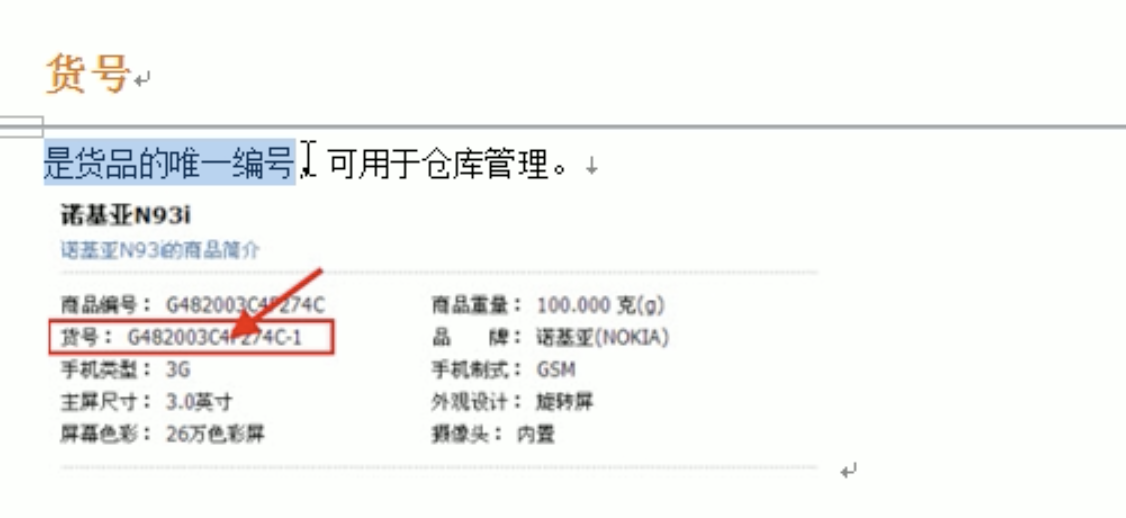 货号
是货品的唯一编号，可用于仓库管理。
诺基亚N93i
诺基亚N93i的商品简介
商品编号： G482003C4F274C 商品重量： 100.000 克(g)
货号： G482003C4F274C-1 品 牌： 诺基亚(NOKIA)
手机类型： 3G 手机制式： GSM
主屏尺寸： 3.0英寸 外观设计： 旋转屏
屏幕色彩： 26万色彩屏 摄像头： 内置